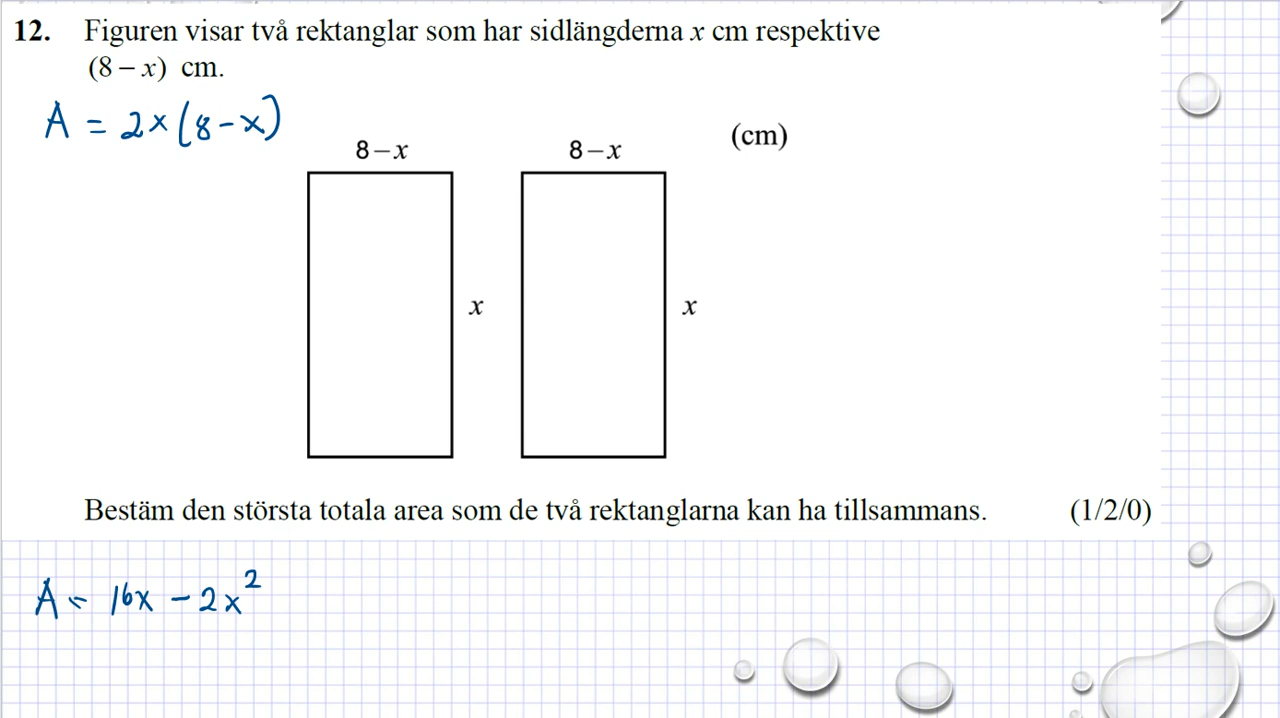 12. Figuren visar två rektanglar som har sidlängderna x cm respektive
(8 – x) cm.
A = 2x(8-x)
8–x 8–x (cm)
x x
Bestäm den största totala area som de två rektanglarna kan ha tillsammans. (1/2/0)
A = 16x - 2x²